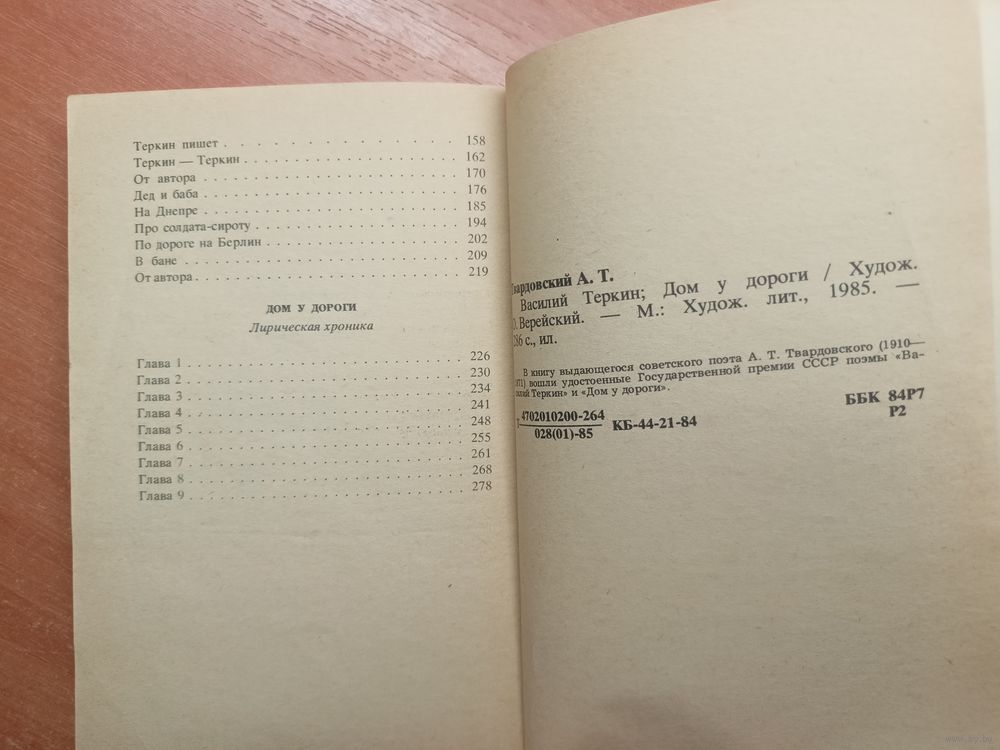 Теркин пишет . . . . . . . . . . . . . . . 158
Теркин — Теркин . . . . . . . . . . . . . . . 162
От автора . . . . . . . . . . . . . . . 170
Дед и баба . . . . . . . . . . . . . . . 176
На Днепре . . . . . . . . . . . . . . . 185
Про солдата-сироту . . . . . . . . . . . . . . . 194
По дороге на Берлин . . . . . . . . . . . . . . . 202
В бане . . . . . . . . . . . . . . . 209
От автора . . . . . . . . . . . . . . . 219
ДОМ У ДОРОГИ
Лирическая хроника
Глава 1 . . . . . . . . . . . . . . . 226
Глава 2 . . . . . . . . . . . . . . . 230
Глава 3 . . . . . . . . . . . . . . . 234
Глава 4 . . . . . . . . . . . . . . . 241
Глава 5 . . . . . . . . . . . . . . . 248
Глава 6 . . . . . . . . . . . . . . . 255
Глава 7 . . . . . . . . . . . . . . . 261
Глава 8 . . . . . . . . . . . . . . . 268
Глава 9 . . . . . . . . . . . . . . . 278
Твардовский А. Т.
Василий Теркин; Дом у дороги / Худож.
О. Верейский. — М.: Худож. лит., 1985. —
286 с., ил.
В книгу выдающегося советского поэта А. Т. Твардовского (1910—
1971) вошли удостоенные Государственной премии СССР поэмы «Ва-
силий Теркин» и «Дом у дороги».
Т 4702010200-264
028(01)-85
КБ-44-21-84
ББК 84Р7
Р2